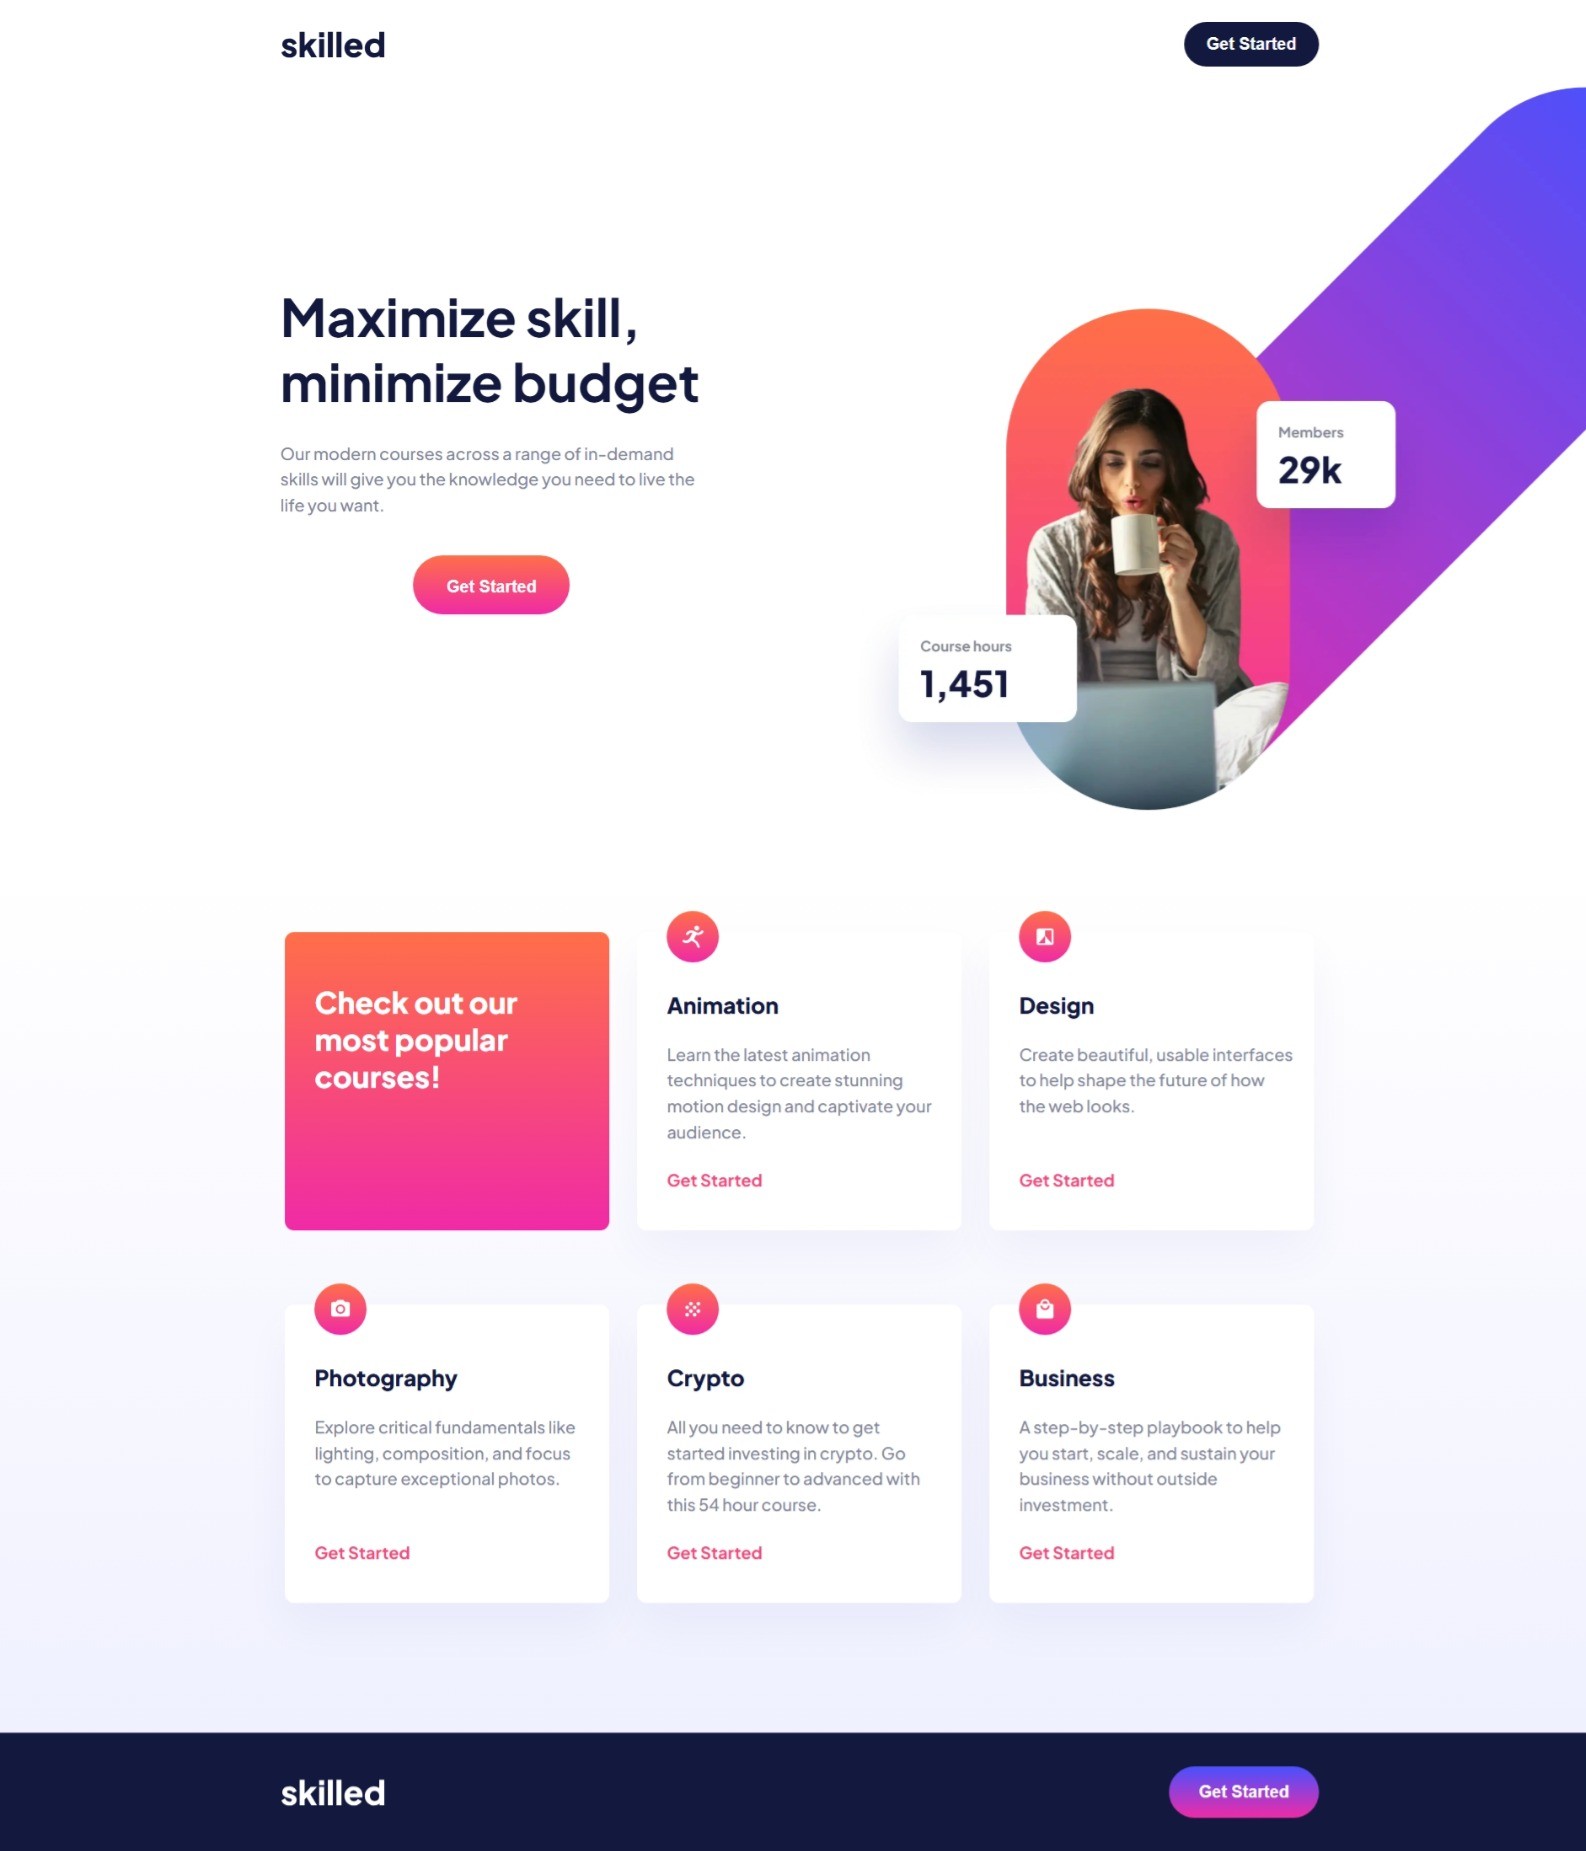 skilled
Get Started
Maximize skill,
minimize budget
Our modern courses across a range of in-demand
skills will give you the knowledge you need to live the
life you want.
Get Started
Members
29k
Course hours
1,451
Check out our
most popular
courses!
Animation
Learn the latest animation
techniques to create stunning
motion design and captivate your
audience.
Get Started
Design
Create beautiful, usable interfaces
to help shape the future of how
the web looks.
Get Started
Photography
Explore critical fundamentals like
lighting, composition, and focus
to capture exceptional photos.
Get Started
Crypto
All you need to know to get
started investing in crypto. Go
from beginner to advanced with
this 54 hour course.
Get Started
Business
A step-by-step playbook to help
you start, scale, and sustain your
business without outside
investment.
Get Started
skilled
Get Started